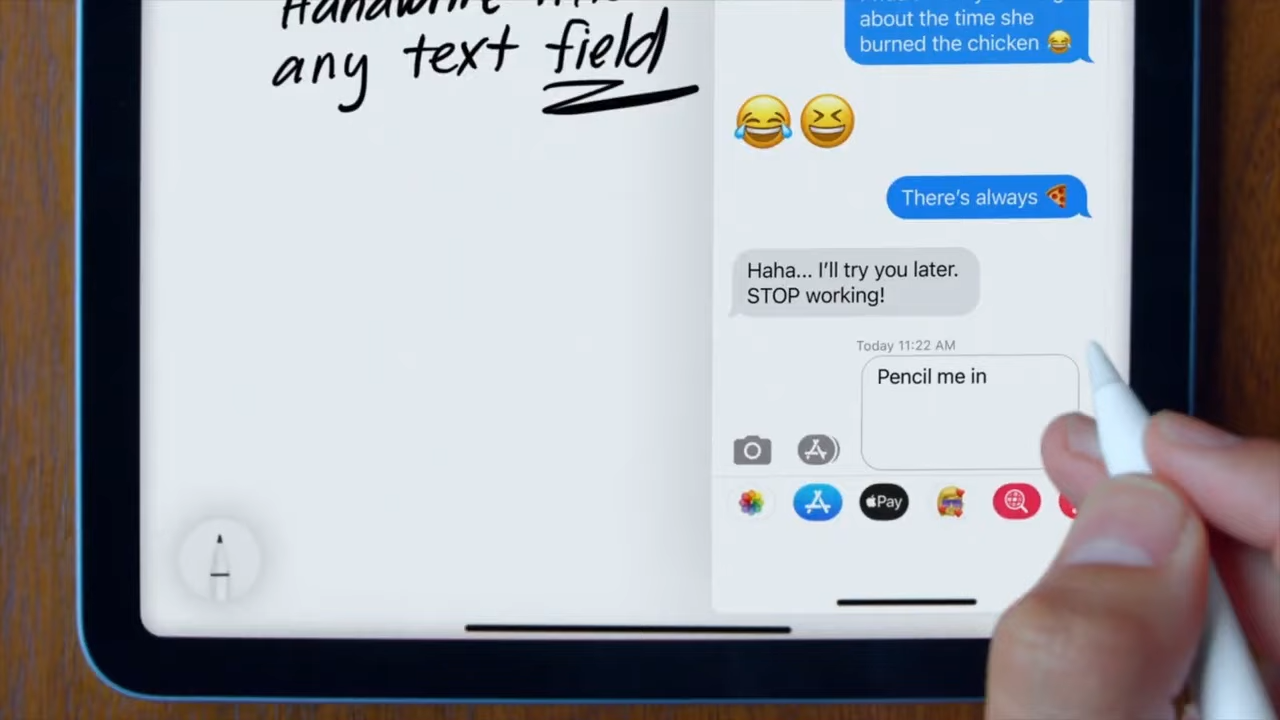 any text field
about the time she
burned the chicken 😂
😂😆
There's always 🍕
Haha... I'll try you later.
STOP working!
Today 11:22 AM
Pencil me in
Pay